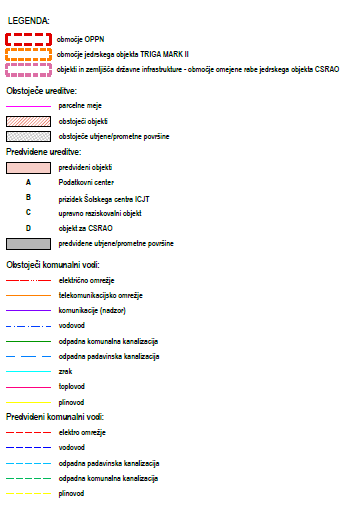 LEGENDA:
območje OPPN
območje jedrskega objekta TRIGA MARK II
objekti in zemljišča državne infrastrukture - območje omejene rabe jedrskega objekta CSRAO
Obstoječe ureditve:
parcelne meje
obstoječi objekti
obstoječe utrjene/prometne površine
Predvidene ureditve:
predvideni objekti
A Podatkovni center
B prizidek Šolskega centra ICJT
C upravno raziskovalni objekt
D objekt za CSRAO
predvidene utrjene/prometne površine
Obstoječi komunalni vodi:
električno omrežje
telekomunikacijsko omrežje
komunikacije (nadzor)
vodovod
odpadna komunalna kanalizacija
odpadna padavinska kanalizacija
zrak
toplovod
plinovod
Predvideni komunalni vodi:
elektro omrežje
vodovod
odpadna padavinska kanalizacija
odpadna komunalna kanalizacija
plinovod